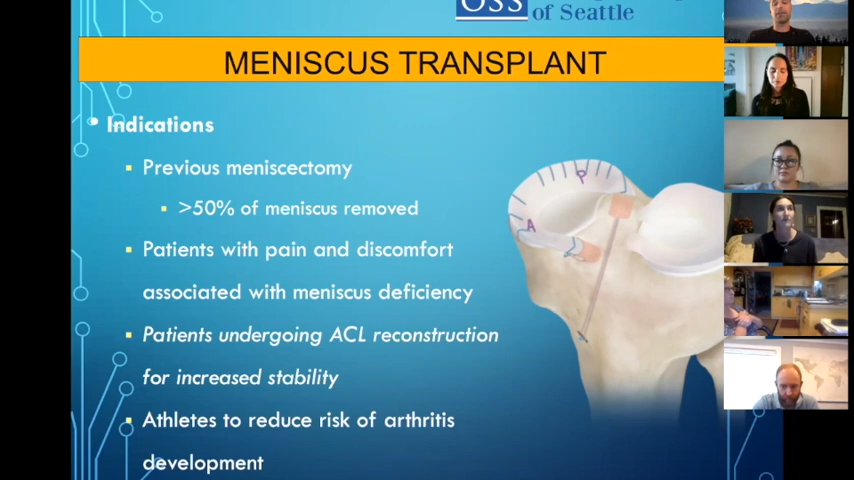 OSS
of Seattle
MENISCUS TRANSPLANT
• Indications
▪ Previous meniscectomy
▪ >50% of meniscus removed
▪ Patients with pain and discomfort
associated with meniscus deficiency
▪ Patients undergoing ACL reconstruction
for increased stability
▪ Athletes to reduce risk of arthritis
development
P
A